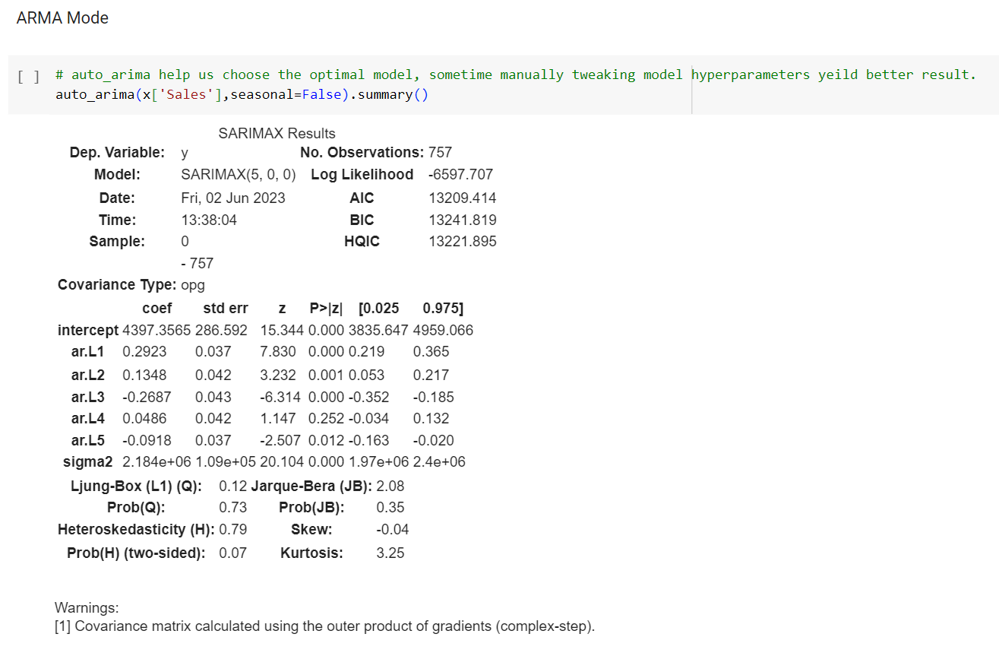 ARMA Mode
[ ] # auto_arima help us choose the optimal model, sometime manually tweaking model hyperparameters yeild better result.
auto_arima(x['Sales'],seasonal=False).summary()
SARIMAX Results
Dep. Variable: y No. Observations: 757
Model: SARIMAX(5, 0, 0) Log Likelihood -6597.707
Date: Fri, 02 Jun 2023 AIC 13209.414
Time: 13:38:04 BIC 13241.819
Sample: 0 HQIC 13221.895
- 757
Covariance Type: opg
coef std err z P>|z| [0.025 0.975]
intercept 4397.3565 286.592 15.344 0.000 3835.647 4959.066
ar.L1 0.2923 0.037 7.830 0.000 0.219 0.365
ar.L2 0.1348 0.042 3.232 0.001 0.053 0.217
ar.L3 -0.2687 0.043 -6.314 0.000 -0.352 -0.185
ar.L4 0.0486 0.042 1.147 0.252 -0.034 0.132
ar.L5 -0.0918 0.037 -2.507 0.012 -0.163 -0.020
sigma2 2.184e+06 1.09e+05 20.104 0.000 1.97e+06 2.4e+06
Ljung-Box (L1) (Q): 0.12 Jarque-Bera (JB): 2.08
Prob(Q): 0.73 Prob(JB): 0.35
Heteroskedasticity (H): 0.79 Skew: -0.04
Prob(H) (two-sided): 0.07 Kurtosis: 3.25
Warnings:
[1] Covariance matrix calculated using the outer product of gradients (complex-step).